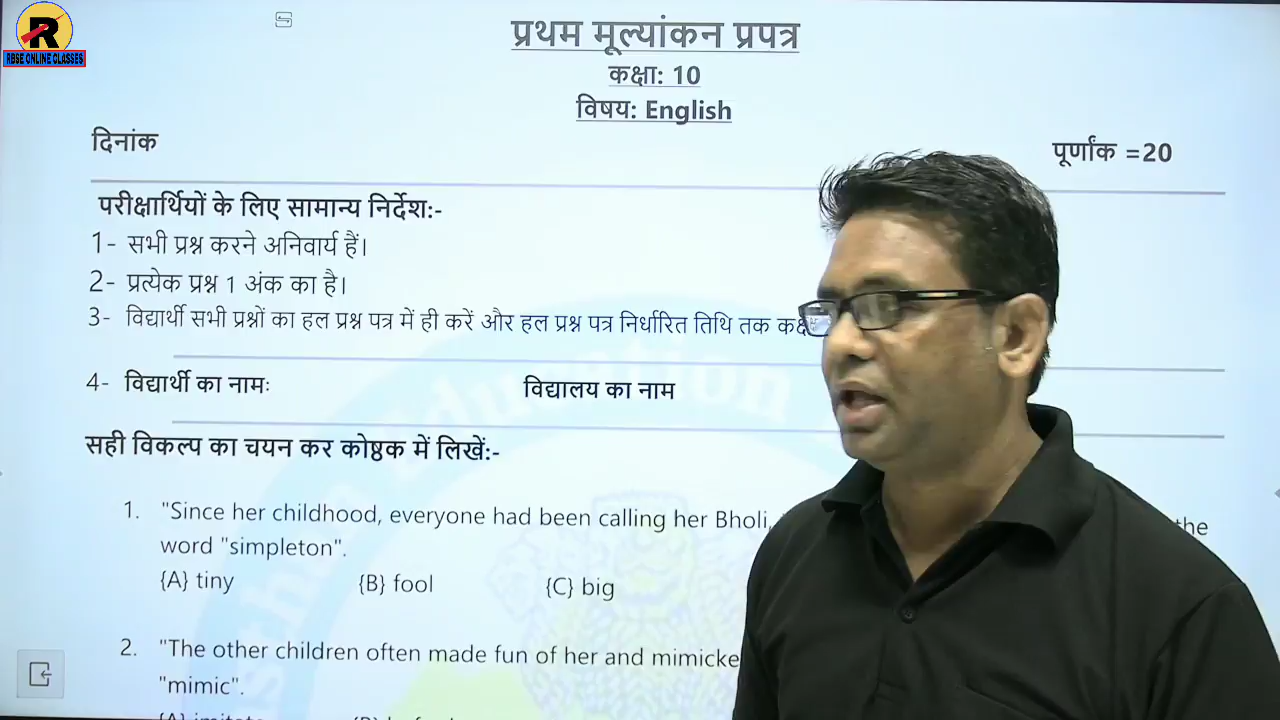 R
RBSE ONLINE CLASSES
प्रथम मूल्यांकन प्रपत्र
कक्षा: 10
विषय: English
दिनांक
पूर्णांक =20
परीक्षार्थियों के लिए सामान्य निर्देश:-
1- सभी प्रश्न करने अनिवार्य हैं।
2- प्रत्येक प्रश्न 1 अंक का है।
3- विद्यार्थी सभी प्रश्नों का हल प्रश्न पत्र में ही करें और हल प्रश्न पत्र निर्धारित तिथि तक
4- विद्यार्थी का नामः विद्यालय का नाम
सही विकल्प का चयन कर कोष्ठक में लिखें:-
1. "Since her childhood, everyone had been calling her Bholi, the
word "simpleton".
{A} tiny {B} fool {C} big
2. "The other children often made fun of her and
"mimic".